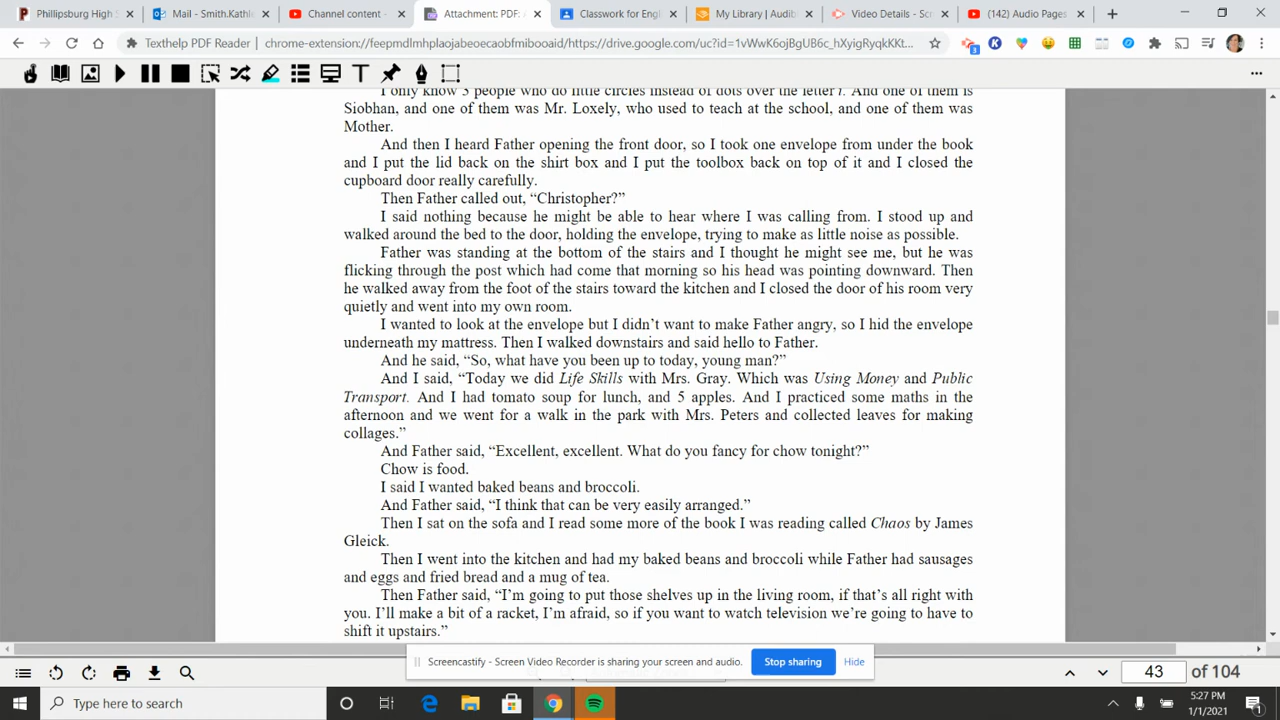 Phillipsburg High S
Mail - Smith.Kathle
Channel content -
Attachment: PDF: A
Classwork for Engl
My Library | Audib
Video Details - Scr
(142) Audio Pages
Texthelp PDF Reader
chrome-extension://feepmdlmhplaojabeoecaobfmibooaid/https://drive.google.com/uc?id=1vWwK6ojBgUB6c_hXyigRyqkKKt...
3
I only know 3 people who do little circles instead of dots over the letter i. And one of them is
Siobhan, and one of them was Mr. Loxely, who used to teach at the school, and one of them was
Mother.
And then I heard Father opening the front door, so I took one envelope from under the book
and I put the lid back on the shirt box and I put the toolbox back on top of it and I closed the
cupboard door really carefully.
Then Father called out, “Christopher?”
I said nothing because he might be able to hear where I was calling from. I stood up and
walked around the bed to the door, holding the envelope, trying to make as little noise as possible.
Father was standing at the bottom of the stairs and I thought he might see me, but he was
flicking through the post which had come that morning so his head was pointing downward. Then
he walked away from the foot of the stairs toward the kitchen and I closed the door of his room very
quietly and went into my own room.
I wanted to look at the envelope but I didn’t want to make Father angry, so I hid the envelope
underneath my mattress. Then I walked downstairs and said hello to Father.
And he said, “So, what have you been up to today, young man?”
And I said, “Today we did Life Skills with Mrs. Gray. Which was Using Money and Public
Transport. And I had tomato soup for lunch, and 5 apples. And I practiced some maths in the
afternoon and we went for a walk in the park with Mrs. Peters and collected leaves for making
collages.”
And Father said, “Excellent, excellent. What do you fancy for chow tonight?”
Chow is food.
I said I wanted baked beans and broccoli.
And Father said, “I think that can be very easily arranged.”
Then I sat on the sofa and I read some more of the book I was reading called Chaos by James
Gleick.
Then I went into the kitchen and had my baked beans and broccoli while Father had sausages
and eggs and fried bread and a mug of tea.
Then Father said, “I’m going to put those shelves up in the living room, if that’s all right with
you. I’ll make a bit of a racket, I’m afraid, so if you want to watch television we’re going to have to
shift it upstairs.”
Screencastify - Screen Video Recorder is sharing your screen and audio.
Stop sharing
Hide
43 of 104
Type here to search
5:27 PM
1/1/2021
1